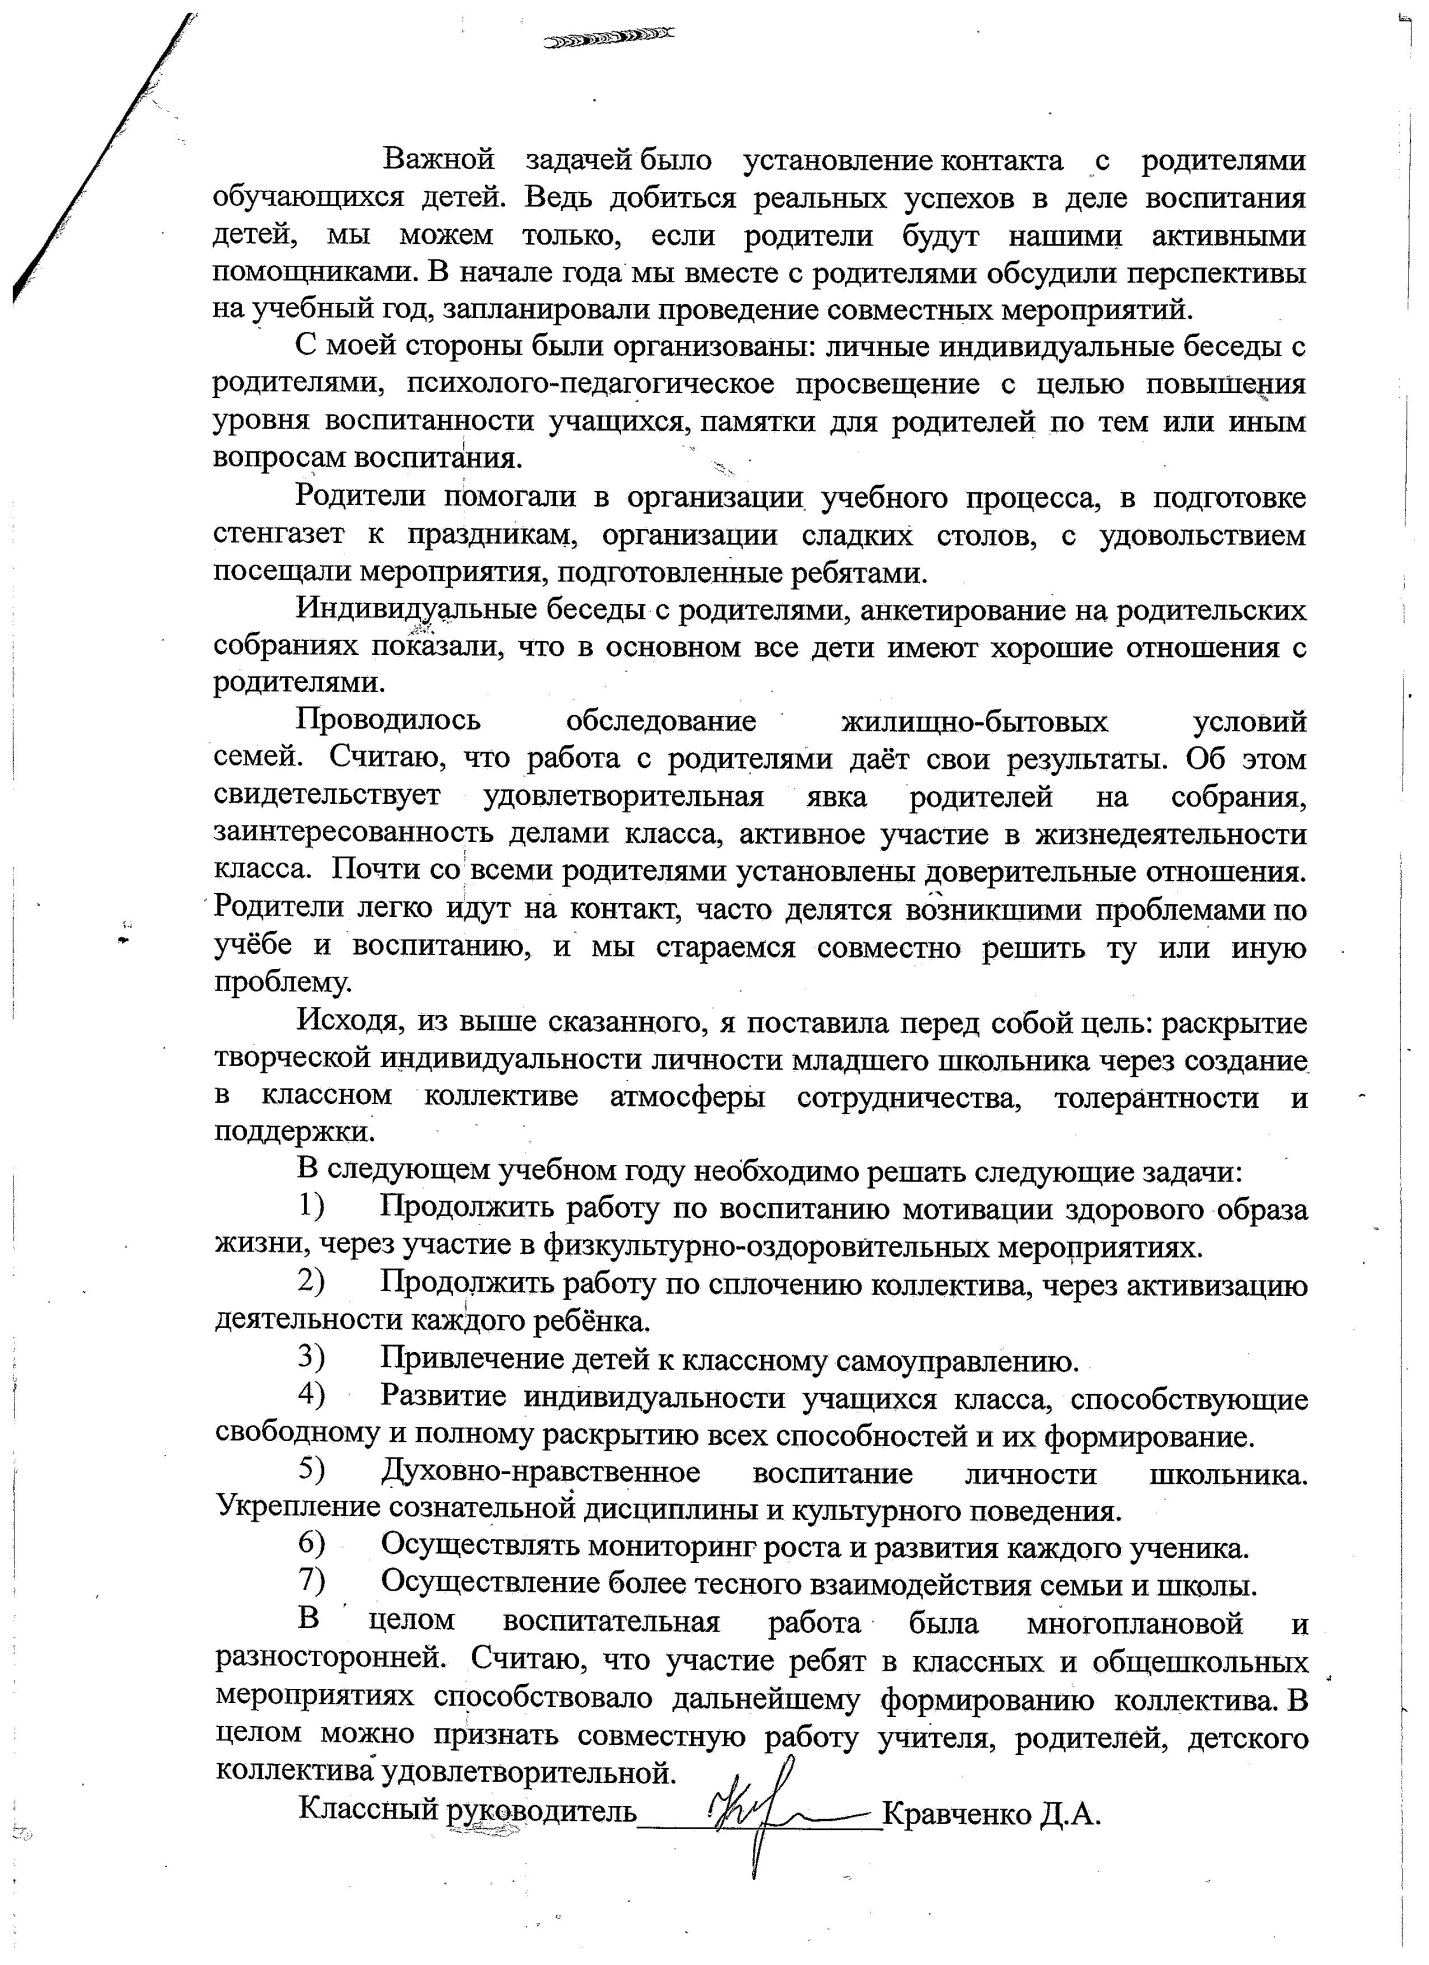 Важной задачей было установление контакта с родителями
обучающихся детей. Ведь добиться реальных успехов в деле воспитания
детей, мы можем только, если родители будут нашими активными
помощниками. В начале года мы вместе с родителями обсудили перспективы
на учебный год, запланировали проведение совместных мероприятий.
С моей стороны были организованы: личные индивидуальные беседы с
родителями, психолого-педагогическое просвещение с целью повышения
уровня воспитанности учащихся, памятки для родителей по тем или иным
вопросам воспитания.
Родители помогали в организации учебного процесса, в подготовке
стенгазет к праздникам, организации сладких столов, с удовольствием
посещали мероприятия, подготовленные ребятами.
Индивидуальные беседы с родителями, анкетирование на родительских
собраниях показали, что в основном все дети имеют хорошие отношения с
родителями.
Проводилось обследование жилищно-бытовых условий
семей. Считаю, что работа с родителями даёт свои результаты. Об этом
свидетельствует удовлетворительная явка родителей на собрания,
заинтересованность делами класса, активное участие в жизнедеятельности
класса. Почти со всеми родителями установлены доверительные отношения.
Родители легко идут на контакт, часто делятся возникшими проблемами по
учёбе и воспитанию, и мы стараемся совместно решить ту или иную
проблему.
Исходя, из выше сказанного, я поставила перед собой цель: раскрытие
творческой индивидуальности личности младшего школьника через создание
в классном коллективе атмосферы сотрудничества, толерантности и
поддержки.
В следующем учебном году необходимо решать следующие задачи:
1) Продолжить работу по воспитанию мотивации здорового образа
жизни, через участие в физкультурно-оздоровительных мероприятиях.
2) Продолжить работу по сплочению коллектива, через активизацию
деятельности каждого ребёнка.
3) Привлечение детей к классному самоуправлению.
4) Развитие индивидуальности учащихся класса, способствующие
свободному и полному раскрытию всех способностей и их формирование.
5) Духовно-нравственное воспитание личности школьника.
Укрепление сознательной дисциплины и культурного поведения.
6) Осуществлять мониторинг роста и развития каждого ученика.
7) Осуществление более тесного взаимодействия семьи и школы.
В целом воспитательная работа была многоплановой и
разносторонней. Считаю, что участие ребят в классных и общешкольных
мероприятиях способствовало дальнейшему формированию коллектива. В
целом можно признать совместную работу учителя, родителей, детского
коллектива удовлетворительной.
Классный руководитель________________Кравченко Д.А.